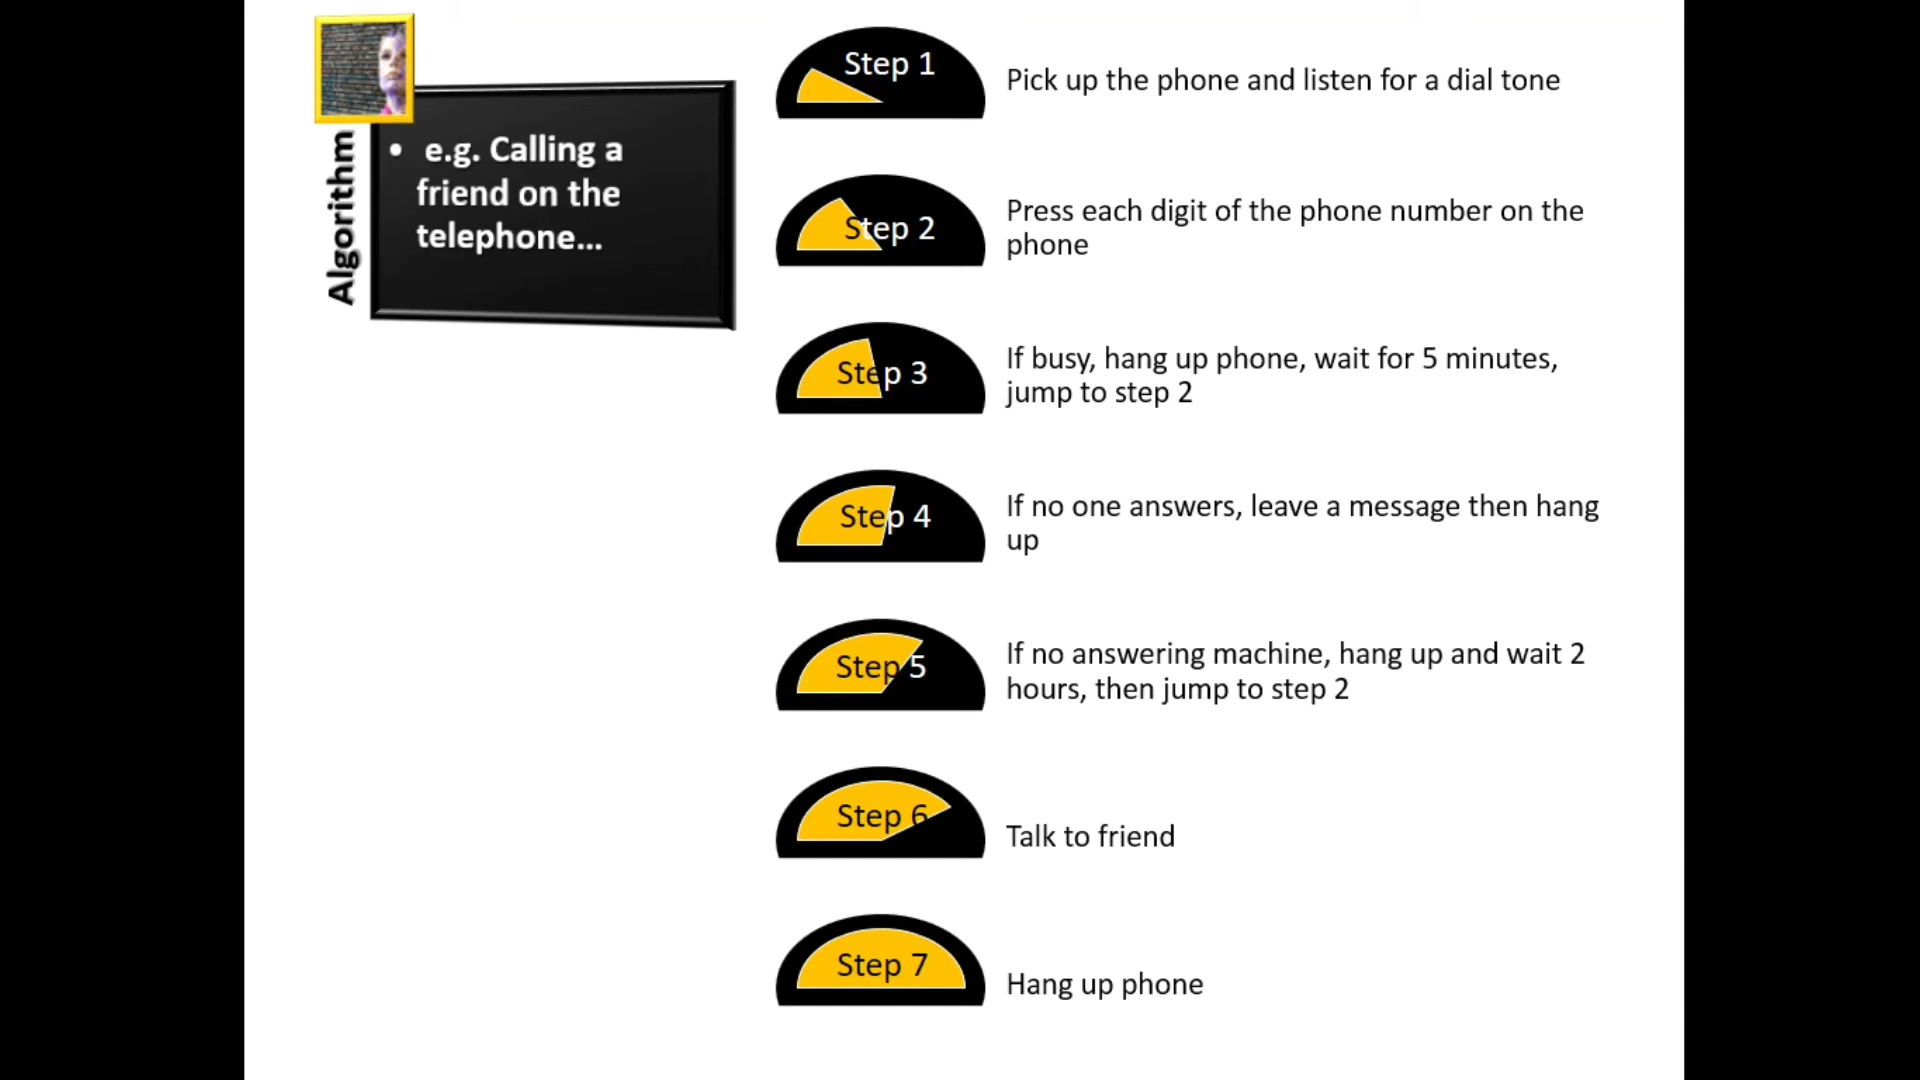 Algorithm
• e.g. Calling a
friend on the
telephone...
Step 1
Pick up the phone and listen for a dial tone
Step 2
Press each digit of the phone number on the
phone
Step 3
If busy, hang up phone, wait for 5 minutes,
jump to step 2
Step 4
If no one answers, leave a message then hang
up
Step 5
If no answering machine, hang up and wait 2
hours, then jump to step 2
Step 6
Talk to friend
Step 7
Hang up phone